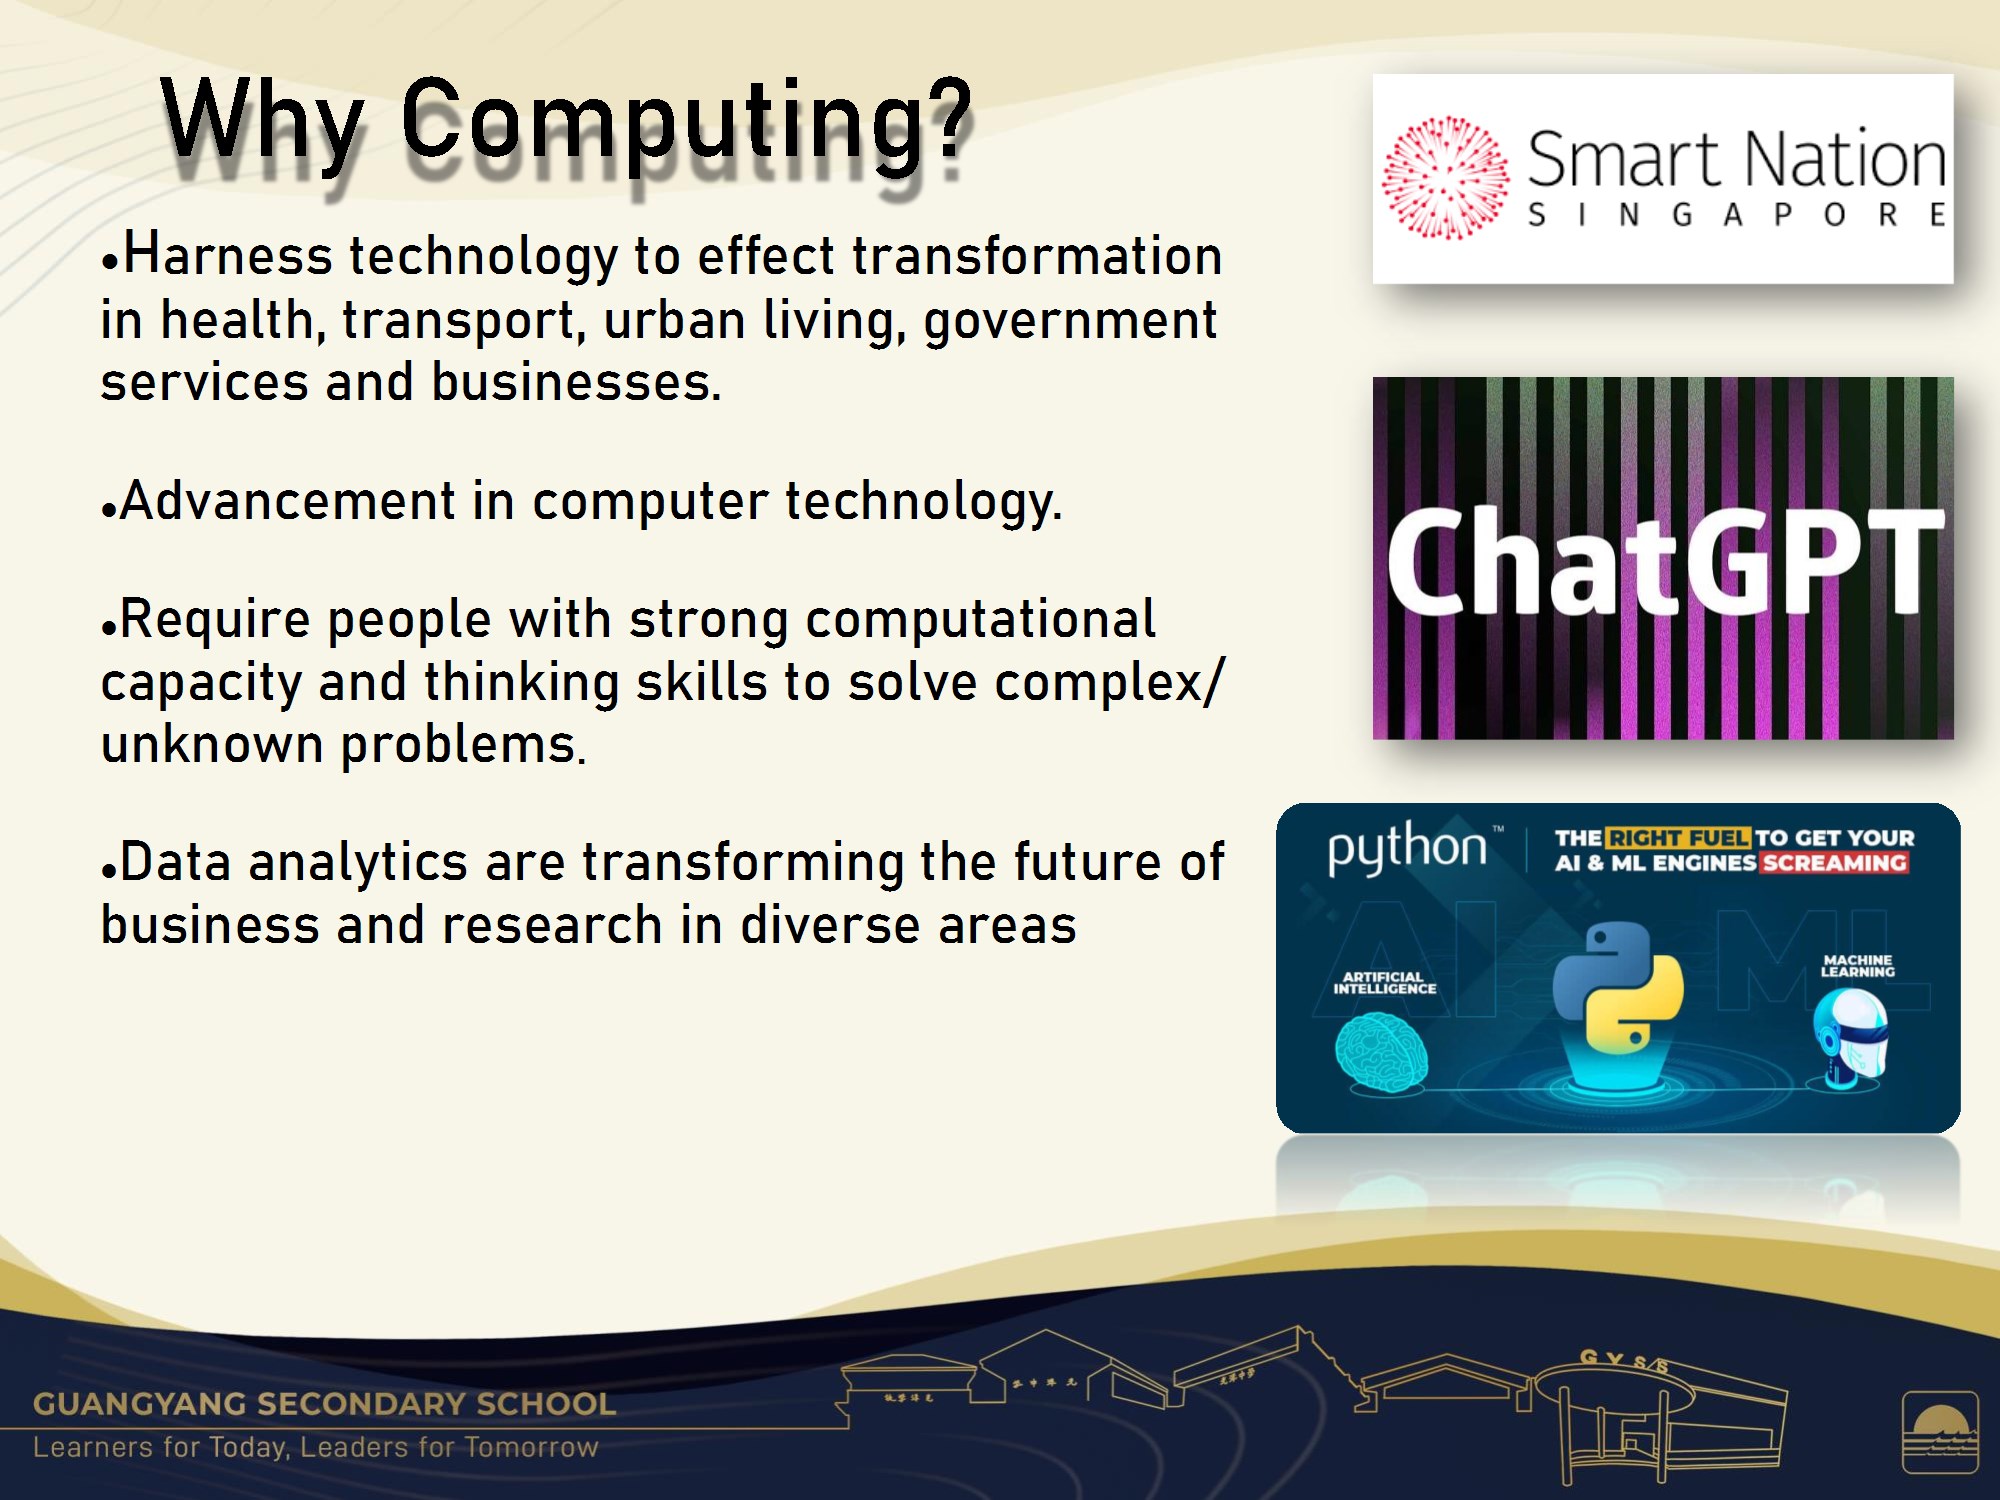 Why Computing?
•Harness technology to effect transformation
in health, transport, urban living, government
services and businesses.
•Advancement in computer technology.
•Require people with strong computational
capacity and thinking skills to solve complex/
unknown problems.
•Data analytics are transforming the future of
business and research in diverse areas
Smart Nation
SINGAPORE
ChatGPT
python™
THE RIGHT FUEL TO GET YOUR
AI & ML ENGINES SCREAMING
AI
ML
ARTIFICIAL
INTELLIGENCE
MACHINE
LEARNING
GUANGYANG SECONDARY SCHOOL
Learners for Today, Leaders for Tomorrow
GYSS